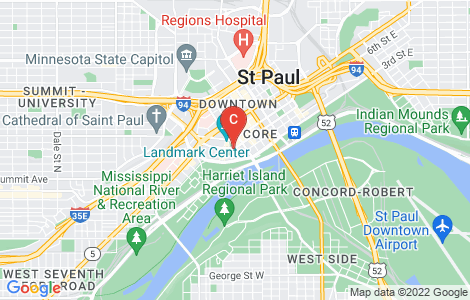 Regions Hospital
H
6th St E
3rd St E
Minnesota State Capitol
94
St Paul
SUMMIT -
UNIVERSITY
94
DOWNTOWN
Cathedral of Saint Paul
C
CORE
52
Indian Mounds
Regional Park
Dale St N
Landmark Center
Summit Ave
Mississippi
National River
& Recreation
Area
Harriet Island
Regional Park
CONCORD-ROBERT
35E
St Paul
Downtown
Airport
5
WEST SIDE
52
WEST SEVENTH
George St W
Google
ROAD
Map data ©2022 Google